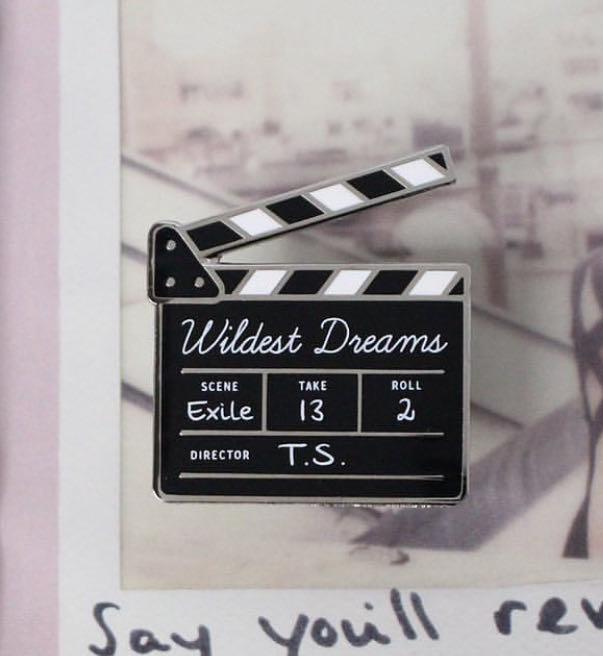 Wildest Dreams
SCENE TAKE ROLL
Exile 13 2
DIRECTOR T.S.
Say you'll